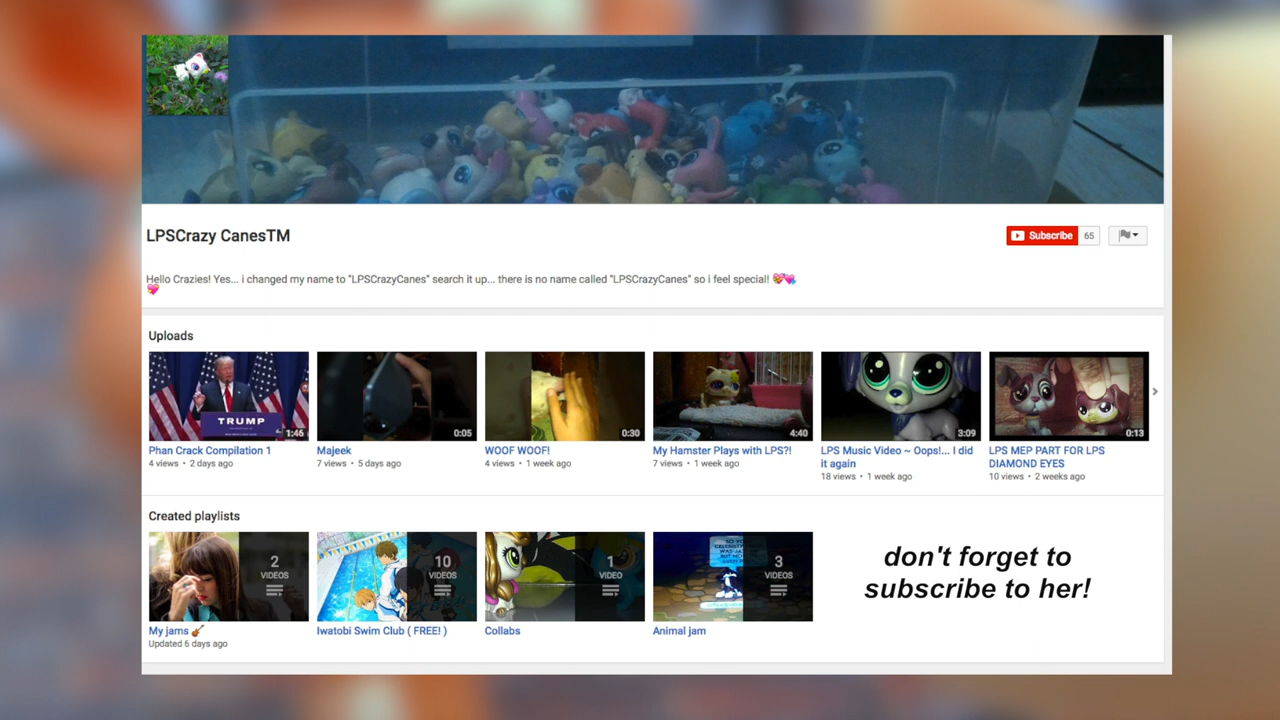 LPSCrazy CanesTM
Subscribe 65
Hello Crazies! Yes... i changed my name to "LPSCrazyCanes" search it up... there is no name called "LPSCrazyCanes" so i feel special! 💝💘
💖
Uploads
TRUMP
1:46
0:05
0:30
4:40
3:09
0:13
Phan Crack Compilation 1
4 views • 2 days ago
Majeek
7 views • 5 days ago
WOOF WOOF!
4 views • 1 week ago
My Hamster Plays with LPS?!
7 views • 1 week ago
LPS Music Video ~ Oops!... I did
it again
18 views • 1 week ago
LPS MEP PART FOR LPS
DIAMOND EYES
10 views • 2 weeks ago
Created playlists
2
VIDEOS
10
VIDEOS
1
VIDEO
3
VIDEOS
My jams 🎸
Updated 6 days ago
Iwatobi Swim Club ( FREE! )
Collabs
Animal jam
don't forget to
subscribe to her!